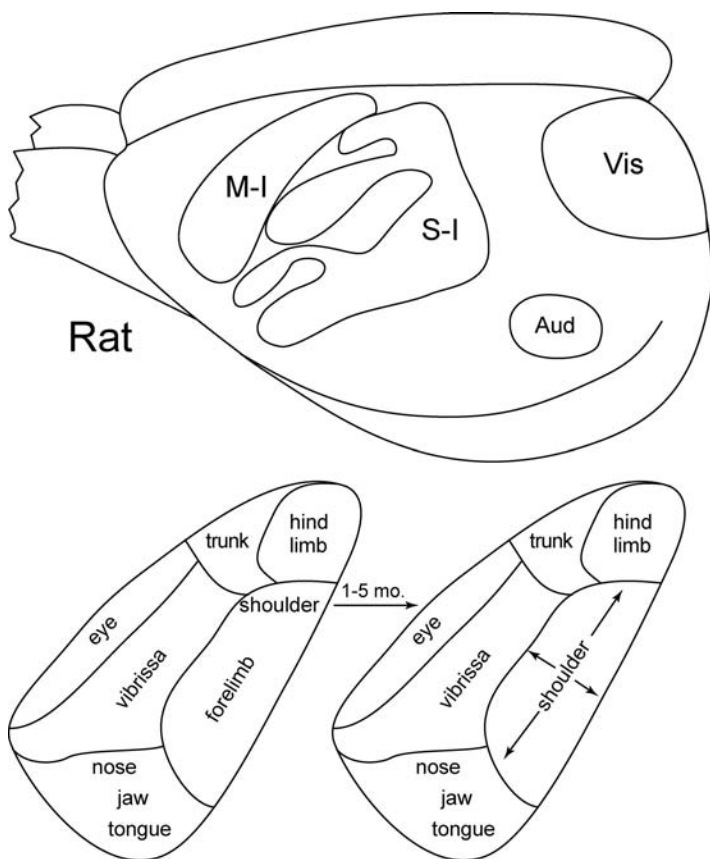 Vis
M-I
S-I
Aud
Rat
hind
limb
trunk
shoulder
eye
vibrissa
forelimb
nose
jaw
tongue
1-5 mo.
hind
limb
trunk
eye
vibrissa
shoulder
nose
jaw
tongue